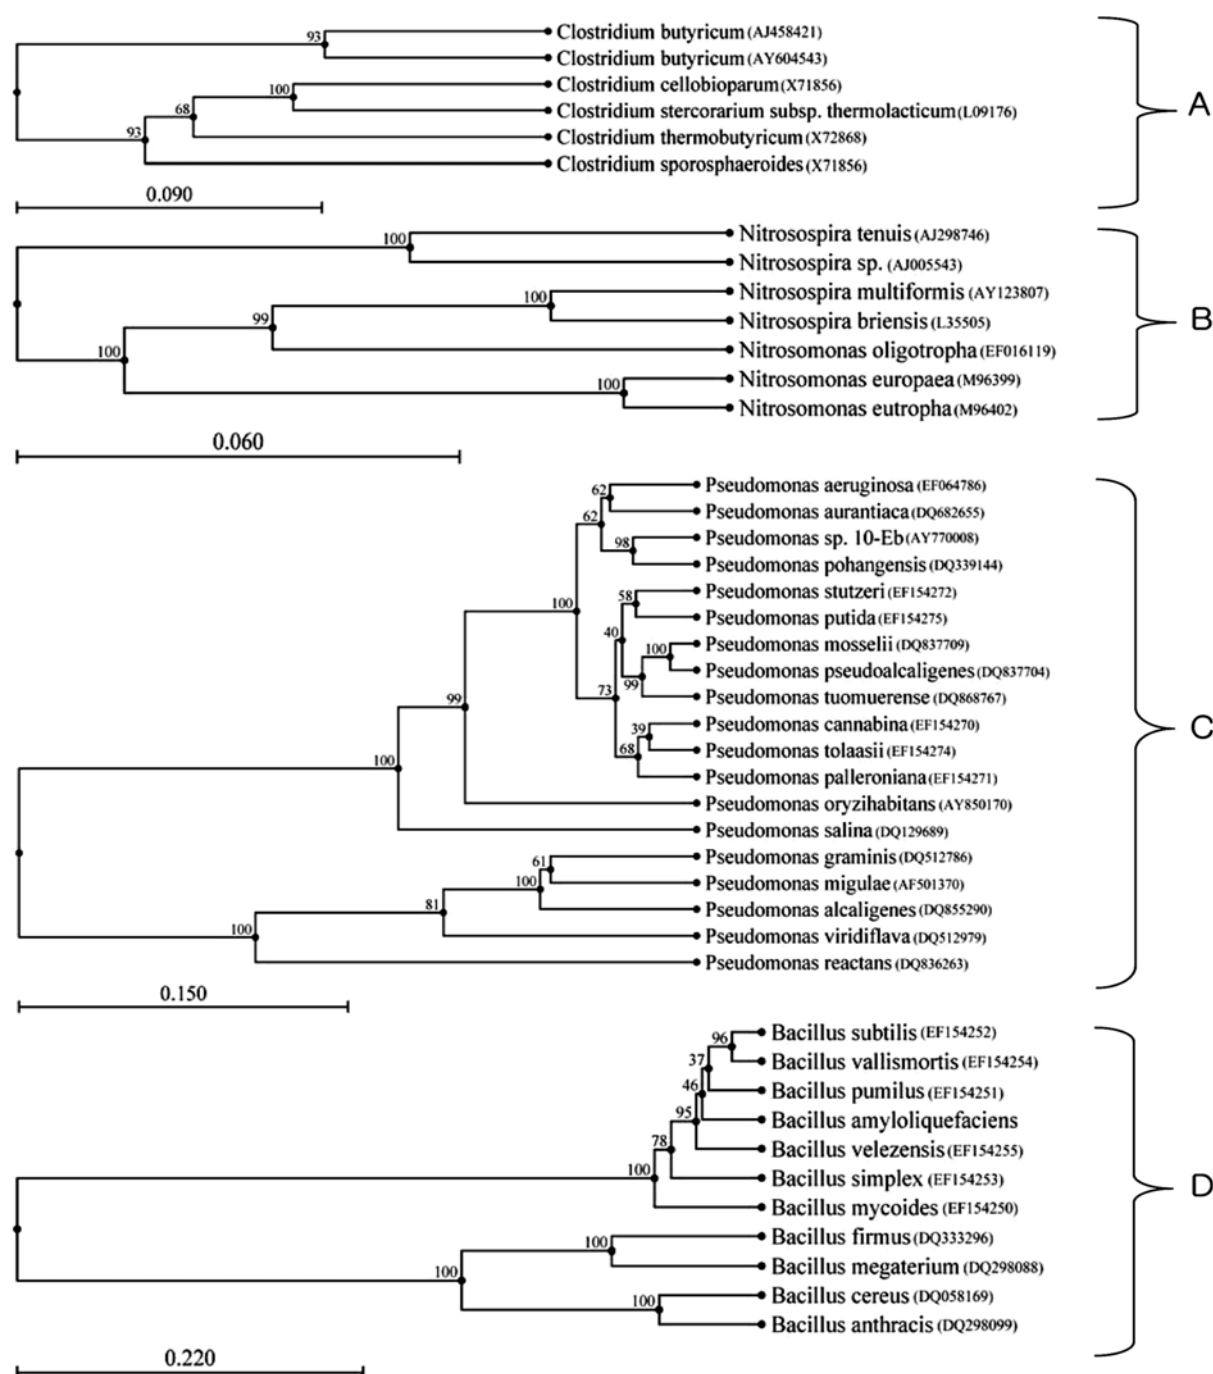 93
Clostridium butyricum (AJ458421)
Clostridium butyricum (AY604543)
A
100
Clostridium cellobioparum (X71856)
68
Clostridium stercorarium subsp. thermolacticum (L09176)
93
Clostridium thermobutyricum (X72868)
Clostridium sporosphaeroides (X71856)
0.090
100
Nitrosospira tenuis (AJ298746)
Nitrosospira sp. (AJ005543)
B
100
Nitrosospira multiformis (AY123807)
99
Nitrosospira briensis (L35505)
100
Nitrosomonas oligotropha (EF016119)
100
Nitrosomonas europaea (M96399)
Nitrosomonas eutropha (M96402)
0.060
62
Pseudomonas aeruginosa (EF064786)
62
Pseudomonas aurantiaca (DQ682655)
98
Pseudomonas sp. 10-Eb (AY770008)
Pseudomonas pohangensis (DQ339144)
100
58
Pseudomonas stutzeri (EF154272)
40
Pseudomonas putida (EF154275)
100
Pseudomonas mosselii (DQ837709)
99
Pseudomonas pseudoalcaligenes (DQ837704)
73
Pseudomonas tuomuerense (DQ868767)
99
39
Pseudomonas cannabina (EF154270)
C
68
Pseudomonas tolaasii (EF154274)
100
Pseudomonas palleroniana (EF154271)
Pseudomonas oryzihabitans (AY850170)
Pseudomonas salina (DQ129689)
61
Pseudomonas graminis (DQ512786)
100
Pseudomonas migulae (AF501370)
81
Pseudomonas alcaligenes (DQ855290)
100
Pseudomonas viridiflava (DQ512979)
Pseudomonas reactans (DQ836263)
0.150
96
Bacillus subtilis (EF154252)
37
Bacillus vallismortis (EF154254)
46
Bacillus pumilus (EF154251)
95
Bacillus amyloliquefaciens
78
Bacillus velezensis (EF154255)
100
Bacillus simplex (EF154253)
D
Bacillus mycoides (EF154250)
100
Bacillus firmus (DQ333296)
100
Bacillus megaterium (DQ298088)
100
Bacillus cereus (DQ058169)
Bacillus anthracis (DQ298099)
0.220